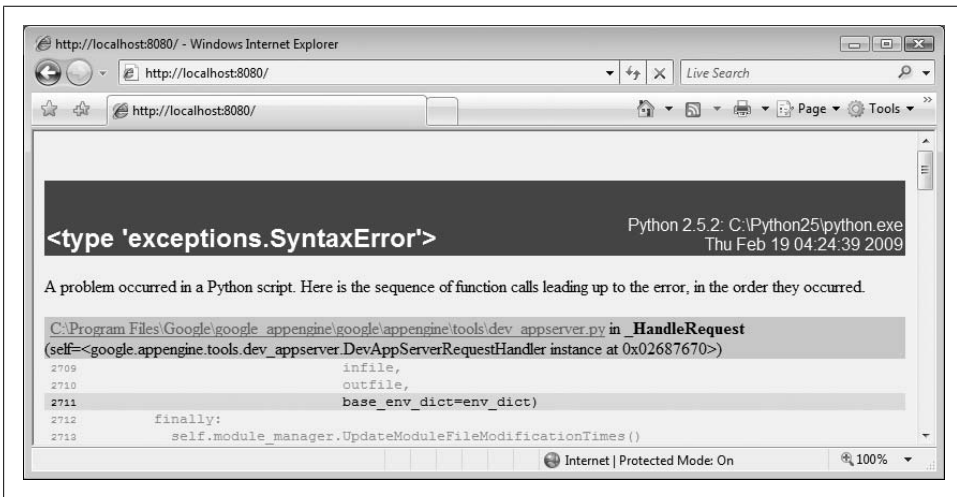 http://localhost:8080/ - Windows Internet Explorer
http://localhost:8080/
Live Search
http://localhost:8080/
Page
Tools
»
<type 'exceptions.SyntaxError'>
Python 2.5.2: C:\Python25\python.exe
Thu Feb 19 04:24:39 2009
A problem occurred in a Python script. Here is the sequence of function calls leading up to the error, in the order they occurred.
C:\Program Files\Google\google_appengine\google\appengine\tools\dev_appserver.py in _HandleRequest
(self=<google.appengine.tools.dev_appserver.DevAppServerRequestHandler instance at 0x02687670>)
2709 infile,
2710 outfile,
2711 base_env_dict=env_dict)
2712 finally:
2713 self.module_manager.UpdateModuleFileModificationTimes()
Internet | Protected Mode: On
100%